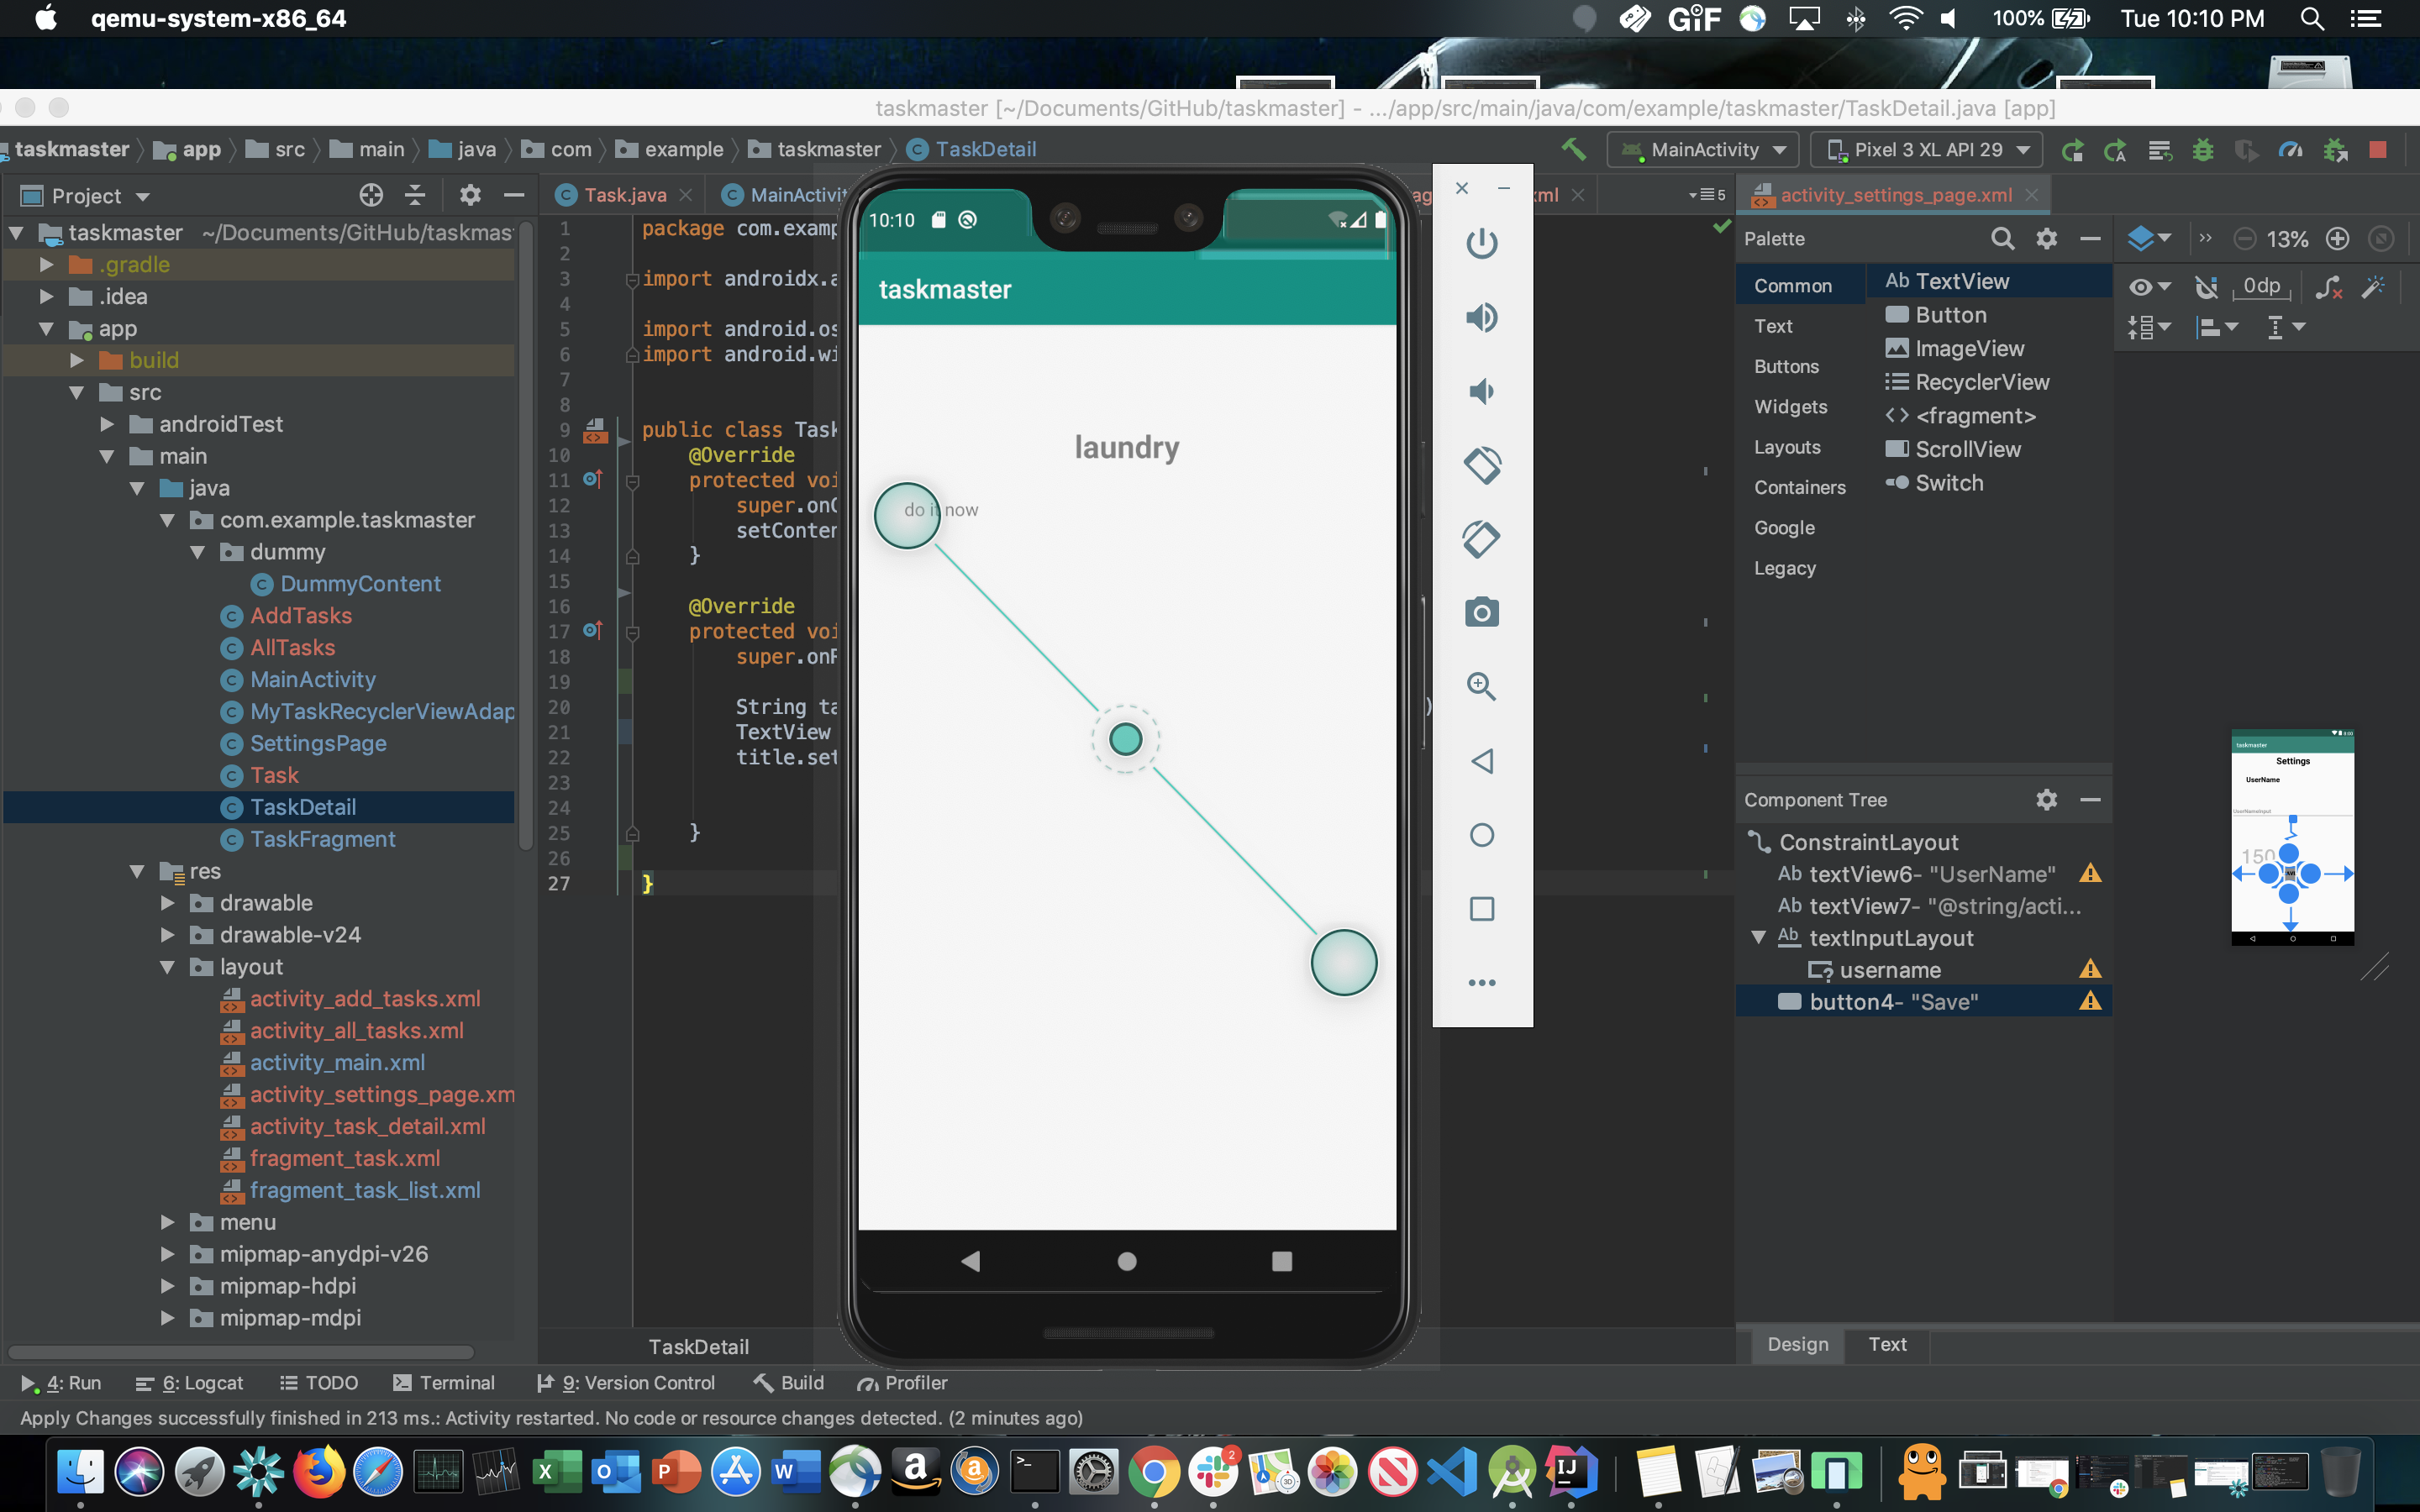 qemu-system-x86_64
GIF
100%
Tue 10:10 PM
taskmaster [~/Documents/GitHub/taskmaster] - .../app/src/main/java/com/example/taskmaster/TaskDetail.java [app]
taskmaster app src main java com example taskmaster TaskDetail
MainActivity
Pixel 3 XL API 29
Project
Task.java
MainActivi
xml
5
activity_settings_page.xml
taskmaster ~/Documents/GitHub/taskmas
.gradle
.idea
app
build
src
androidTest
main
java
com.example.taskmaster
dummy
DummyContent
AddTasks
AllTasks
MainActivity
MyTaskRecyclerViewAdap
SettingsPage
Task
TaskDetail
TaskFragment
res
drawable
drawable-v24
layout
activity_add_tasks.xml
activity_all_tasks.xml
activity_main.xml
activity_settings_page.xm
activity_task_detail.xml
fragment_task.xml
fragment_task_list.xml
menu
mipmap-anydpi-v26
mipmap-hdpi
mipmap-mdpi
1 package com.examp
2
3 import androidx.a
4
5 import android.os
6 import android.wi
7
8
9 public class Task
10 @Override
11 protected voi
12 super.on
13 setConten
14 }
15
16 @Override
17 protected voi
18 super.on
19
20 String ta )
21 TextView
22 title.set
23
24
25 }
26
27 }
TaskDetail
10:10
taskmaster
laundry
do it now
Palette
13%
Common
Text
Buttons
Widgets
Layouts
Containers
Google
Legacy
Ab TextView
Button
ImageView
RecyclerView
<> <fragment>
ScrollView
Switch
0dp
Component Tree
ConstraintLayout
Ab textView6- "UserName"
Ab textView7- "@string/acti...
Ab textInputLayout
username
button4- "Save"
taskmaster
Settings
UserName
UserNameInput
150
Design
Text
4: Run
6: Logcat
TODO
Terminal
9: Version Control
Build
Profiler
Apply Changes successfully finished in 213 ms.: Activity restarted. No code or resource changes detected. (2 minutes ago)
X
O
P
W
a
a
>_
2
N
IJ